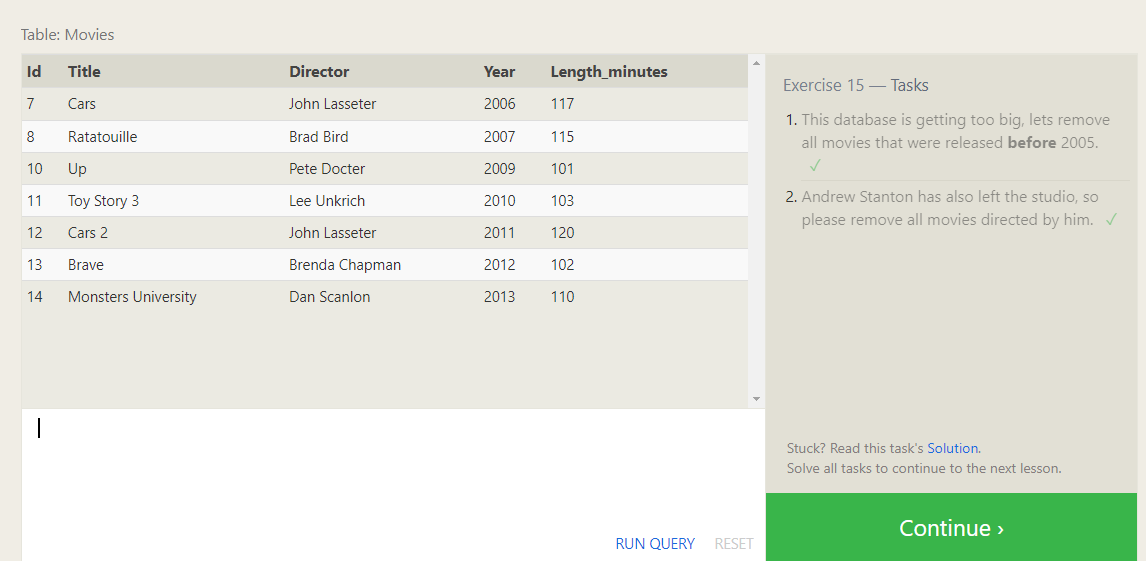 Table: Movies
Id Title Director Year Length_minutes
7 Cars John Lasseter 2006 117
8 Ratatouille Brad Bird 2007 115
10 Up Pete Docter 2009 101
11 Toy Story 3 Lee Unkrich 2010 103
12 Cars 2 John Lasseter 2011 120
13 Brave Brenda Chapman 2012 102
14 Monsters University Dan Scanlon 2013 110
RUN QUERY RESET
Exercise 15 — Tasks
1. This database is getting too big, lets remove
all movies that were released before 2005.
✓
2. Andrew Stanton has also left the studio, so
please remove all movies directed by him. ✓
Stuck? Read this task's Solution.
Solve all tasks to continue to the next lesson.
Continue ›